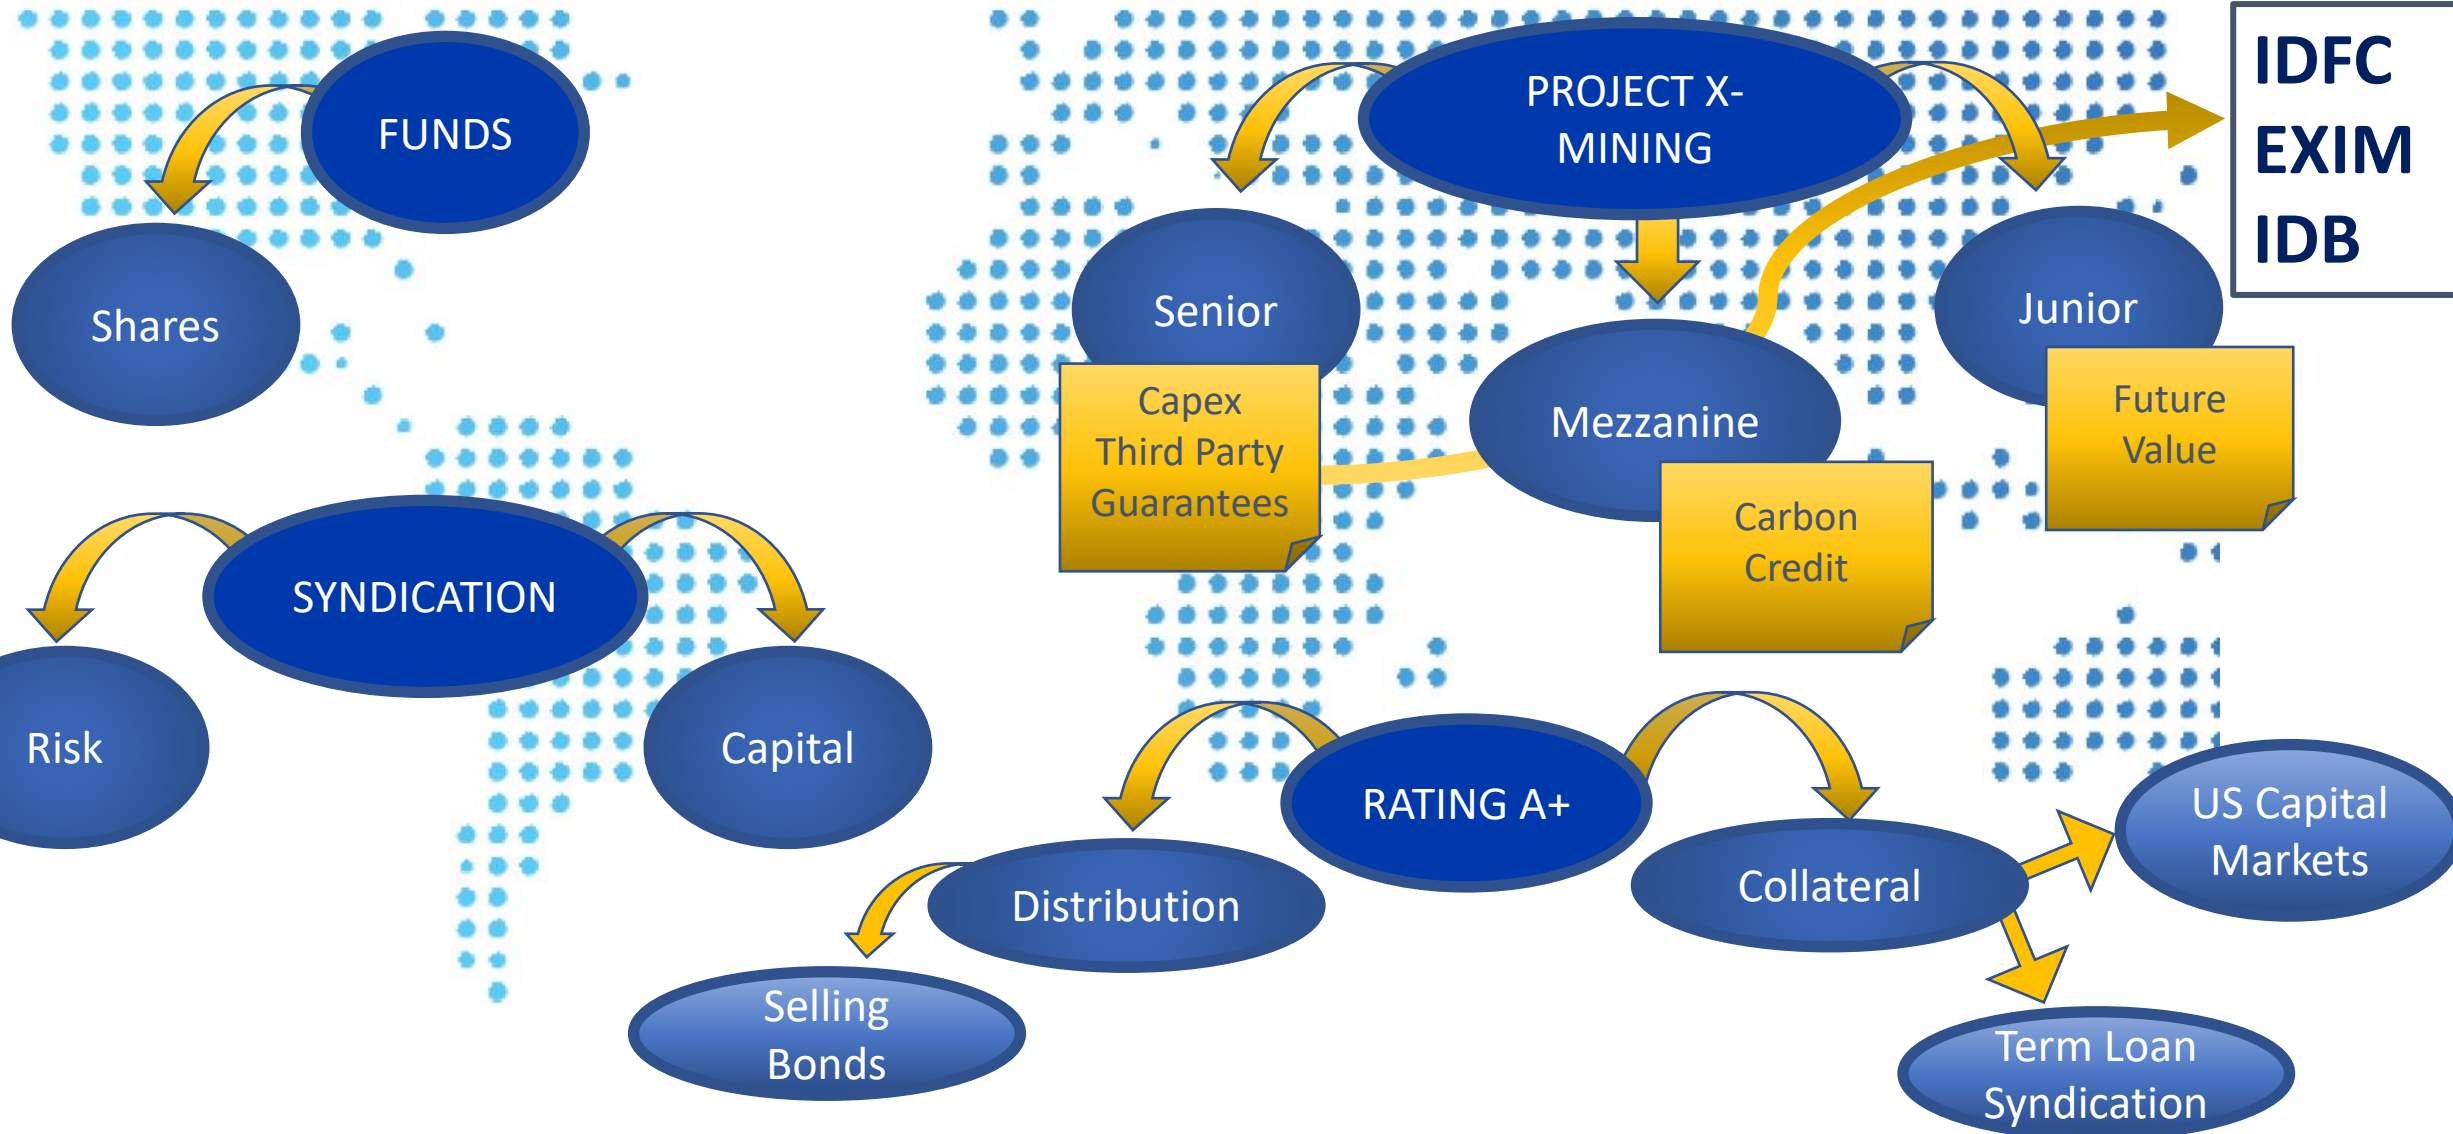 FUNDS
Shares
PROJECT X-
MINING
IDFC
EXIM
IDB
Senior
Capex
Third Party
Guarantees
Mezzanine
Carbon
Credit
Junior
Future
Value
SYNDICATION
Risk
Capital
RATING A+
Distribution
Selling
Bonds
Collateral
US Capital
Markets
Term Loan
Syndication